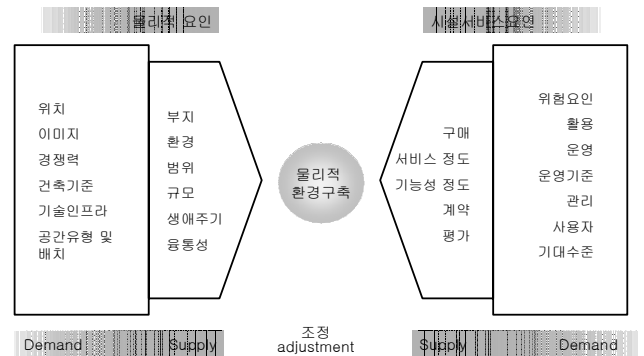 물리적 요인
시설서비스요인
위치
이미지
경쟁력
건축기준
기술인프라
공간유형 및
배치
부지
환경
범위
규모
생애주기
융통성
물리적
환경구축
구매
서비스 정도
기능성 정도
계약
평가
위험요인
활용
운영
운영기준
관리
사용자
기대수준
Demand
Supply
조정
adjustment
Supply
Demand